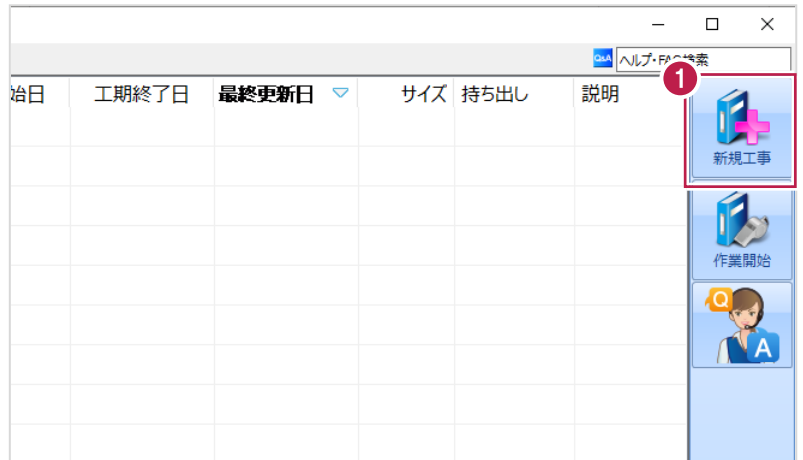 Q&A ヘルプ・FAQ検索
1
始日 工期終了日 最終更新日 サイズ 持ち出し 説明
新規工事
作業開始
Q
A